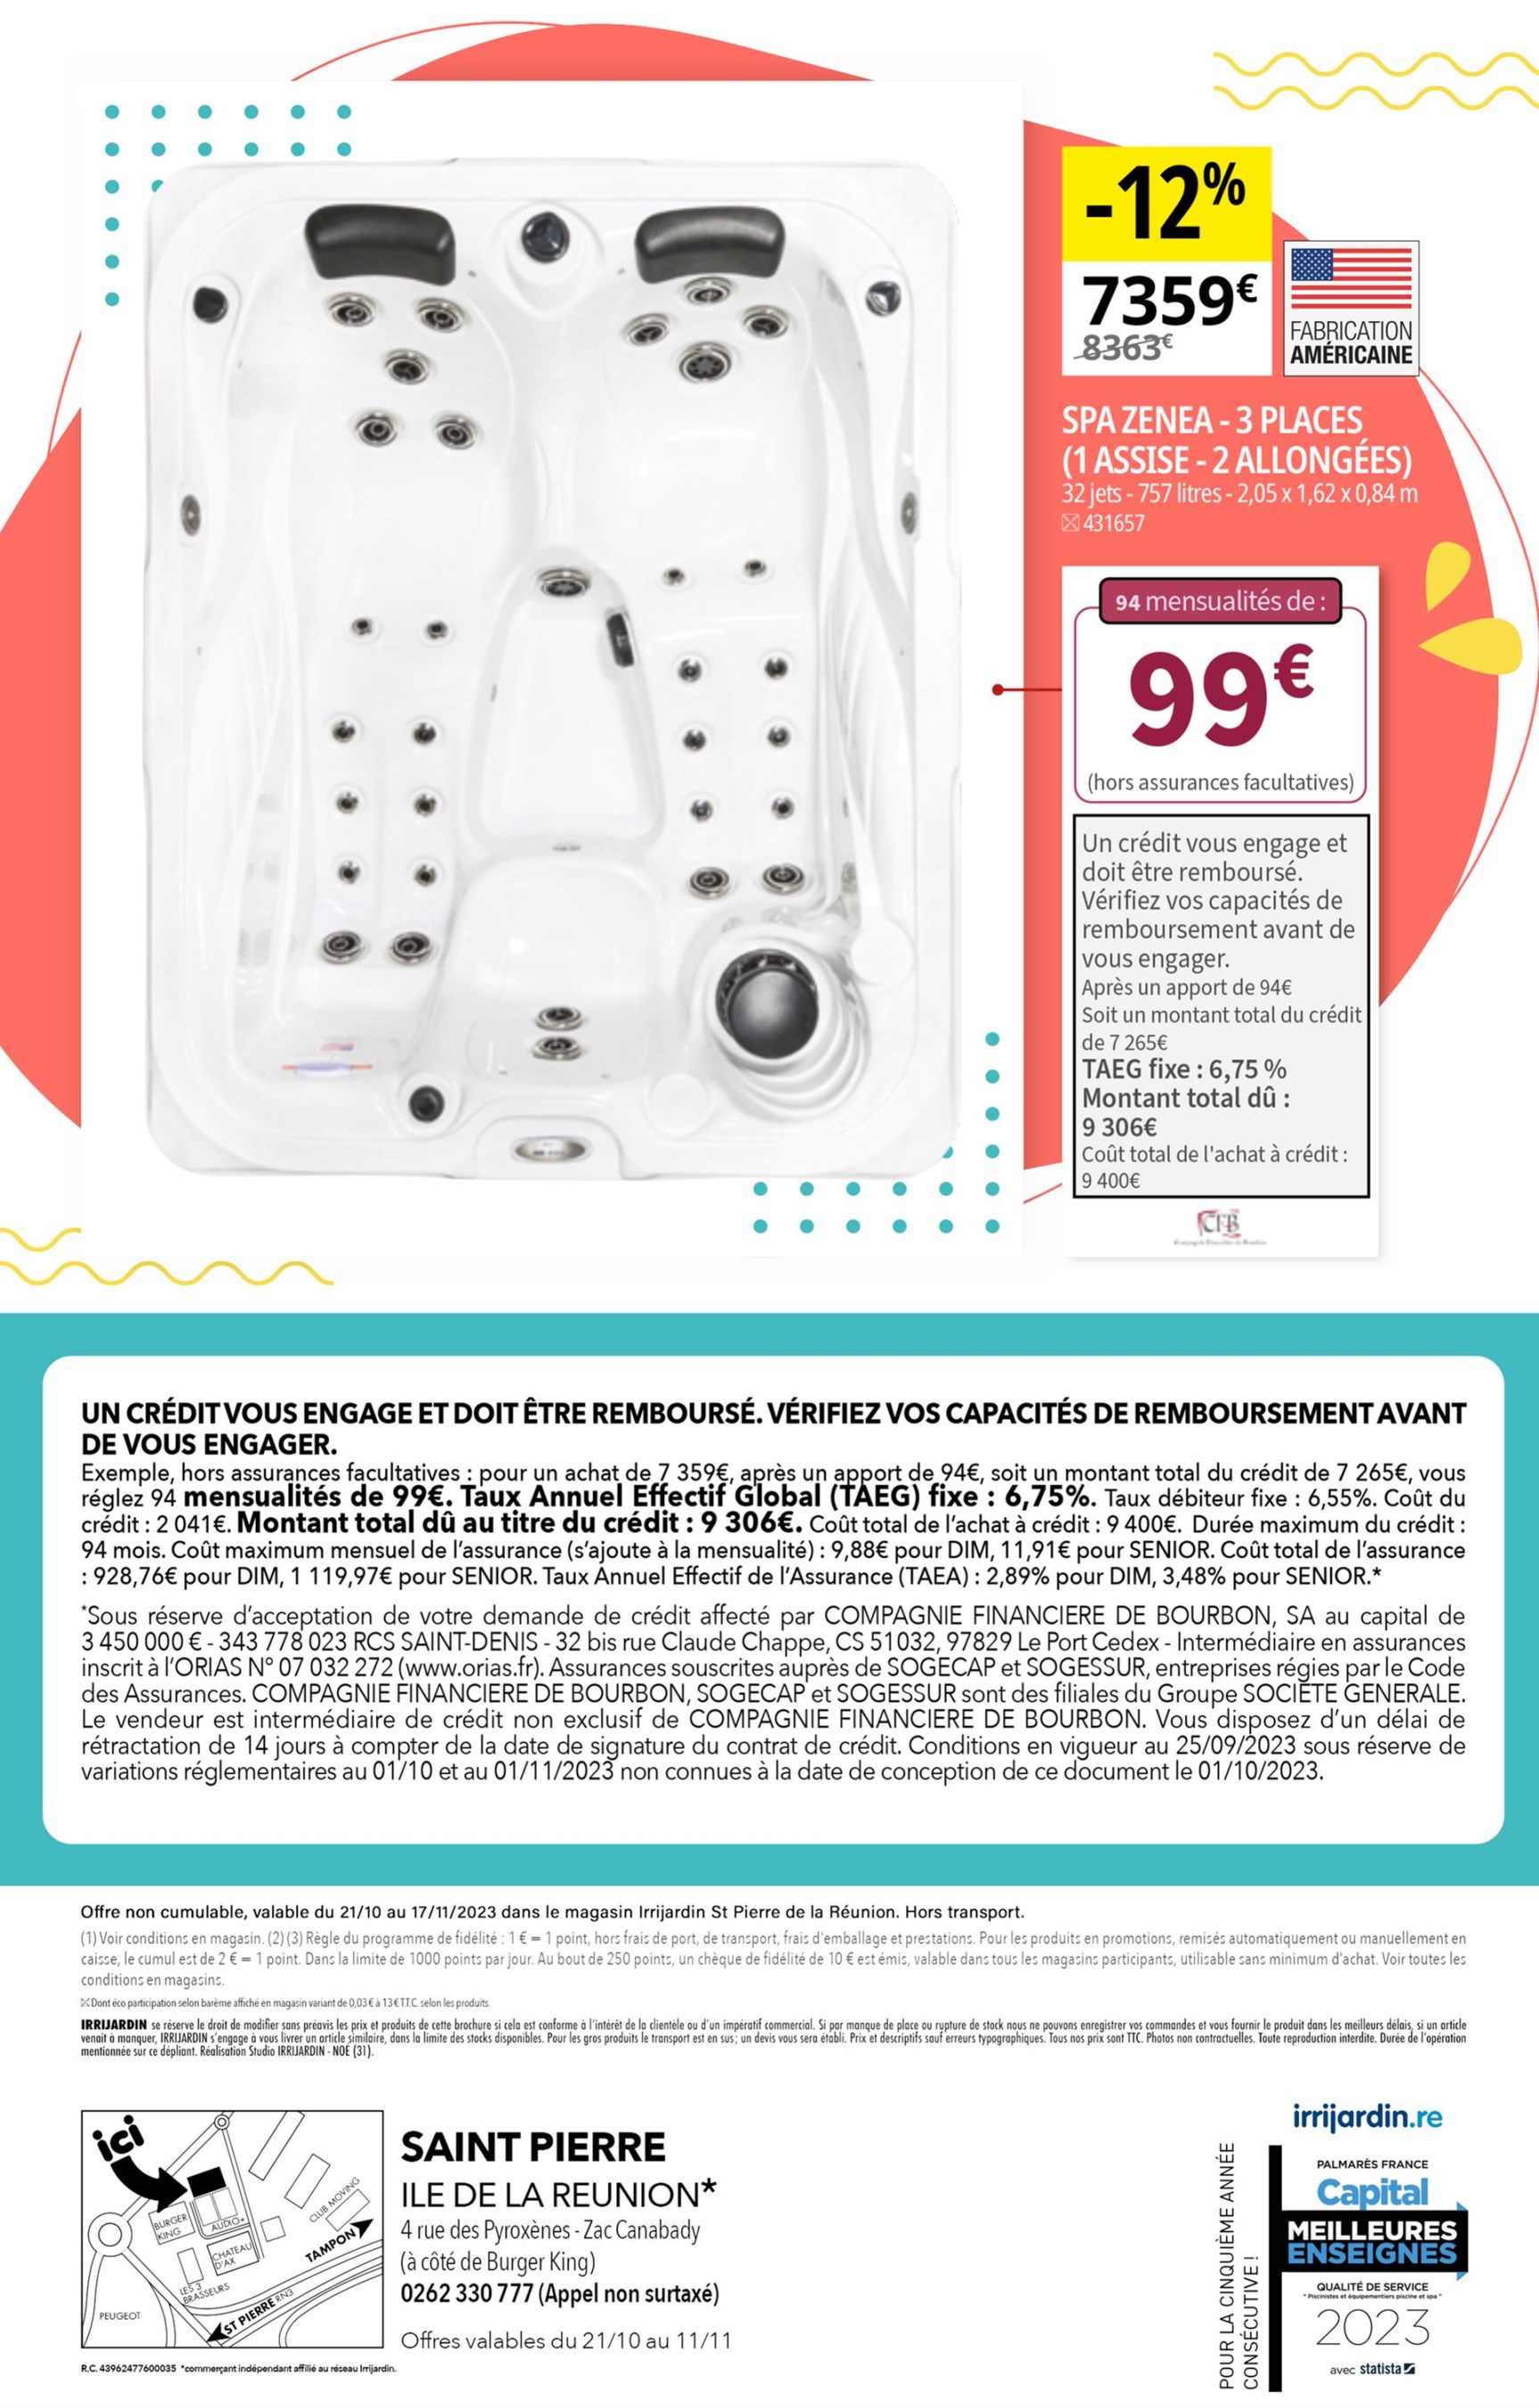 -12%
7359€
8363€
FABRICATION
AMÉRICAINE
SPA ZENEA - 3 PLACES
(1 ASSISE - 2 ALLONGÉES)
32 jets - 757 litres - 2,05 x 1,62 x 0,84 m
431657
94 mensualités de :
99€
(hors assurances facultatives)
Un crédit vous engage et
doit être remboursé.
Vérifiez vos capacités de
remboursement avant de
vous engager.
Après un apport de 94€
Soit un montant total du crédit
de 7 265€
TAEG fixe : 6,75 %
Montant total dû :
9 306€
Coût total de l'achat à crédit :
9 400€
CFB
UN CRÉDIT VOUS ENGAGE ET DOIT ÊTRE REMBOURSÉ. VÉRIFIEZ VOS CAPACITÉS DE REMBOURSEMENT AVANT
DE VOUS ENGAGER.
Exemple, hors assurances facultatives : pour un achat de 7 359€, après un apport de 94€, soit un montant total du crédit de 7 265€, vous
réglez 94 mensualités de 99€. Taux Annuel Effectif Global (TAEG) fixe : 6,75%. Taux débiteur fixe : 6,55%. Coût du
crédit : 2 041€. Montant total dû au titre du crédit : 9 306€. Coût total de l'achat à crédit : 9 400€. Durée maximum du crédit :
94 mois. Coût maximum mensuel de l'assurance (s'ajoute à la mensualité) : 9,88€ pour DIM, 11,91€ pour SENIOR. Coût total de l'assurance
: 928,76€ pour DIM, 1 119,97€ pour SENIOR. Taux Annuel Effectif de l'Assurance (TAEA) : 2,89% pour DIM, 3,48% pour SENIOR.*
*Sous réserve d'acceptation de votre demande de crédit affecté par COMPAGNIE FINANCIERE DE BOURBON, SA au capital de
3 450 000 € - 343 778 023 RCS SAINT-DENIS - 32 bis rue Claude Chappe, CS 51032, 97829 Le Port Cedex - Intermédiaire en assurances
inscrit à l'ORIAS N° 07 032 272 (www.orias.fr). Assurances souscrites auprès de SOGECAP et SOGESSUR, entreprises régies par le Code
des Assurances. COMPAGNIE FINANCIERE DE BOURBON, SOGECAP et SOGESSUR sont des filiales du Groupe SOCIETE GENERALE.
Le vendeur est intermédiaire de crédit non exclusif de COMPAGNIE FINANCIERE DE BOURBON. Vous disposez d'un délai de
rétractation de 14 jours à compter de la date de signature du contrat de crédit. Conditions en vigueur au 25/09/2023 sous réserve de
variations réglementaires au 01/10 et au 01/11/2023 non connues à la date de conception de ce document le 01/10/2023.
Offre non cumulable, valable du 21/10 au 17/11/2023 dans le magasin Irrijardin St Pierre de la Réunion. Hors transport.
(1) Voir conditions en magasin. (2) (3) Règle du programme de fidélité : 1 € = 1 point, hors frais de port, de transport, frais d'emballage et prestations. Pour les produits en promotions, remisés automatiquement ou manuellement en
caisse, le cumul est de 2 € = 1 point. Dans la limite de 1000 points par jour. Au bout de 250 points, un chèque de fidélité de 10 € est émis, valable dans tous les magasins participants, utilisable sans minimum d'achat. Voir toutes les
conditions en magasins.
Dont éco participation selon barème affiché en magasin variant de 0,03 € à 13 € T.T.C. selon les produits.
IRRIJARDIN se réserve le droit de modifier sans préavis les prix et produits de cette brochure si cela est conforme à l'intérêt de la clientèle ou d'un impératif commercial. Si par manque de place ou rupture de stock nous ne pouvons enregistrer vos commandes et vous fournir le produit dans les meilleurs délais, si un article
venait à manquer, IRRIJARDIN s'engage à vous livrer un article similaire, dans la limite des stocks disponibles. Pour les gros produits le transport est en sus ; un devis vous sera établi. Prix et descriptifs sauf erreurs typographiques. Tous nos prix sont TTC. Photos non contractuelles. Toute reproduction interdite. Durée de l'opération
mentionnée sur ce dépliant. Réalisation Studio IRRIJARDIN - NOE (31).
ici
BURGER
KING
AUDIO+
CHATEAU
D'AX
CLUB MOVING
TAMPON
LES 3
BRASSEURS
PEUGEOT
ST PIERRE RN3
SAINT PIERRE
ILE DE LA REUNION*
4 rue des Pyroxènes - Zac Canabady
(à côté de Burger King)
0262 330 777 (Appel non surtaxé)
Offres valables du 21/10 au 11/11
R.C. 43962477600035 *commerçant indépendant affilié au réseau Irrijardin.
POUR LA CINQUIÈME ANNÉE
CONSÉCUTIVE !
irrijardin.re
PALMARÈS FRANCE
Capital
MEILLEURES
ENSEIGNES
QUALITÉ DE SERVICE
" Piscinistes et équipementiers piscine et spa "
2023
avec statista